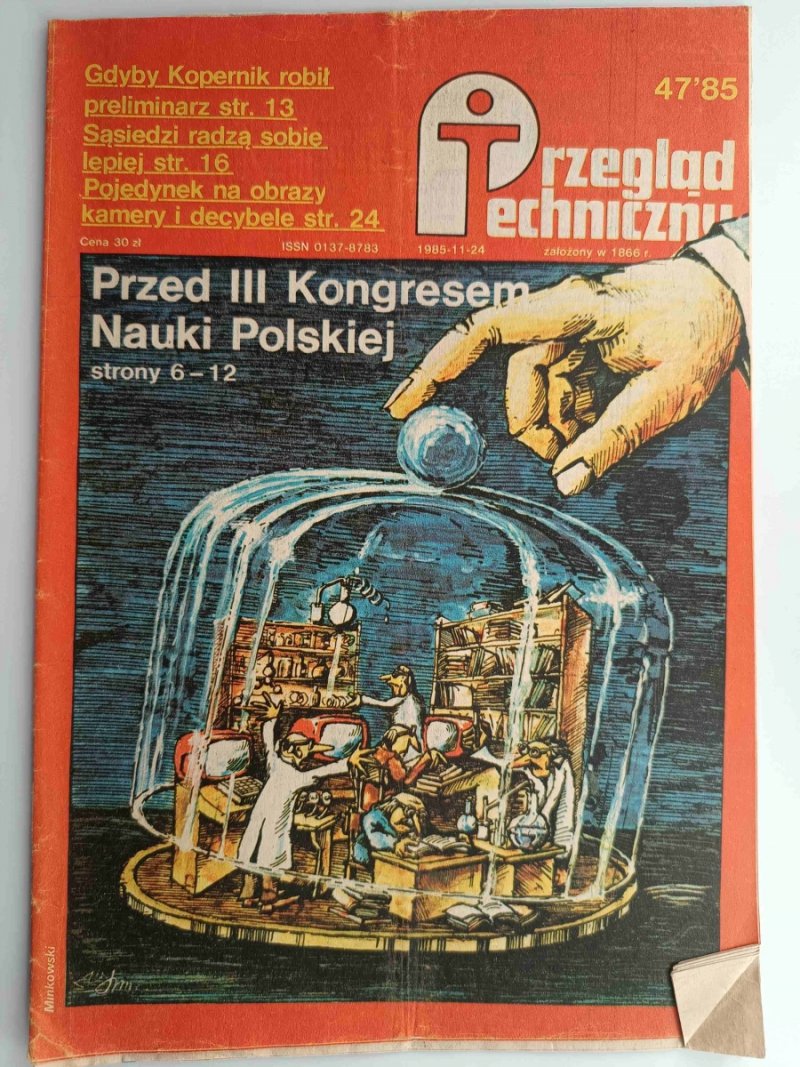 Gdyby Kopernik robił
preliminarz str. 13
Sąsiedzi radzą sobie
lepiej str. 16
Pojedynek na obrazy
kamery i decybele str. 24
47'85
Przegląd
Techniczny
Cena 30 zł
ISSN 0137-8783
1985-11-24
założony w 1866 r.
Przed III Kongresem
Nauki Polskiej
strony 6–12
Minkowski